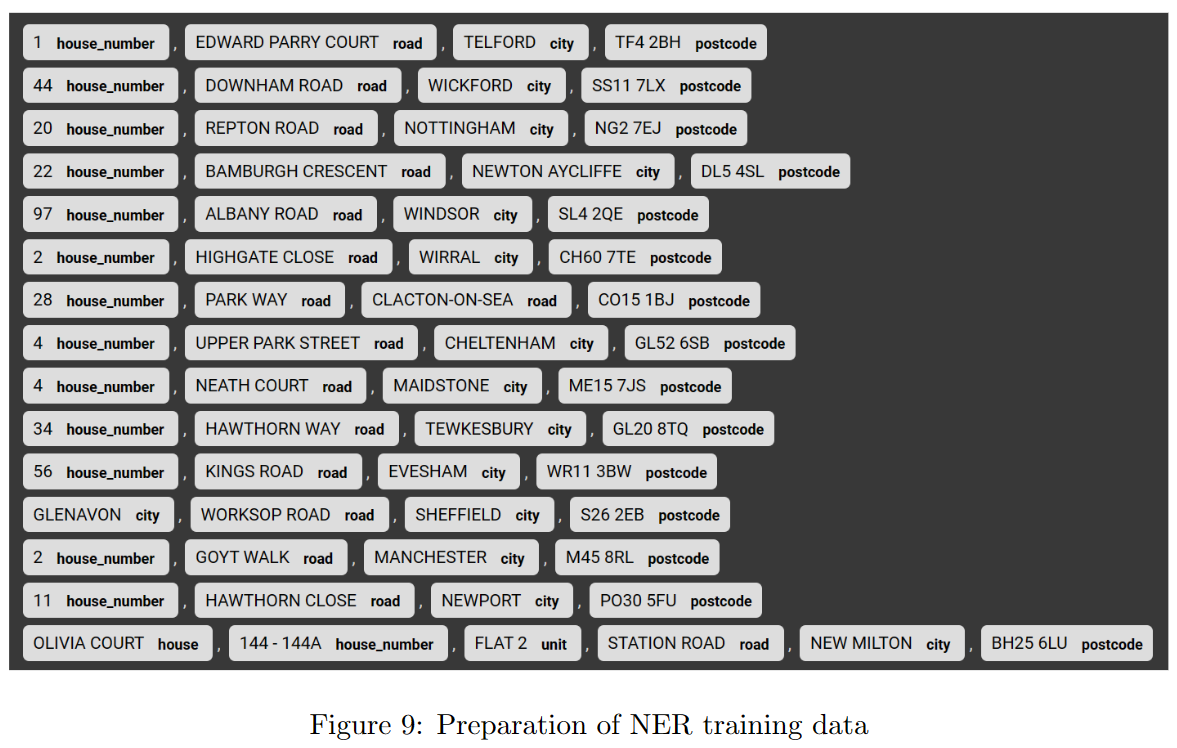 1 house_number , EDWARD PARRY COURT road , TELFORD city , TF4 2BH postcode
44 house_number , DOWNHAM ROAD road , WICKFORD city , SS11 7LX postcode
20 house_number , REPTON ROAD road , NOTTINGHAM city , NG2 7EJ postcode
22 house_number , BAMBURGH CRESCENT road , NEWTON AYCLIFFE city , DL5 4SL postcode
97 house_number , ALBANY ROAD road , WINDSOR city , SL4 2QE postcode
2 house_number , HIGHGATE CLOSE road , WIRRAL city , CH60 7TE postcode
28 house_number , PARK WAY road , CLACTON-ON-SEA road , CO15 1BJ postcode
4 house_number , UPPER PARK STREET road , CHELTENHAM city , GL52 6SB postcode
4 house_number , NEATH COURT road , MAIDSTONE city , ME15 7JS postcode
34 house_number , HAWTHORN WAY road , TEWKESBURY city , GL20 8TQ postcode
56 house_number , KINGS ROAD road , EVESHAM city , WR11 3BW postcode
GLENAVON city , WORKSOP ROAD road , SHEFFIELD city , S26 2EB postcode
2 house_number , GOYT WALK road , MANCHESTER city , M45 8RL postcode
11 house_number , HAWTHORN CLOSE road , NEWPORT city , PO30 5FU postcode
OLIVIA COURT house , 144 - 144A house_number , FLAT 2 unit , STATION ROAD road , NEW MILTON city , BH25 6LU postcode
Figure 9: Preparation of NER training data